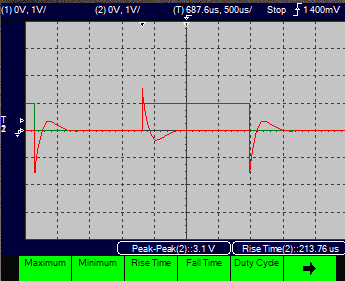 (1) 0V, 1V/ (2) 0V, 1V/ (T) 687.6us, 500us/ Stop 1 400mV
T
2
Peak-Peak(2)::3.1 V Rise Time(2)::213.76 us
Maximum Minimum Rise Time Fall Time Duty Cycle